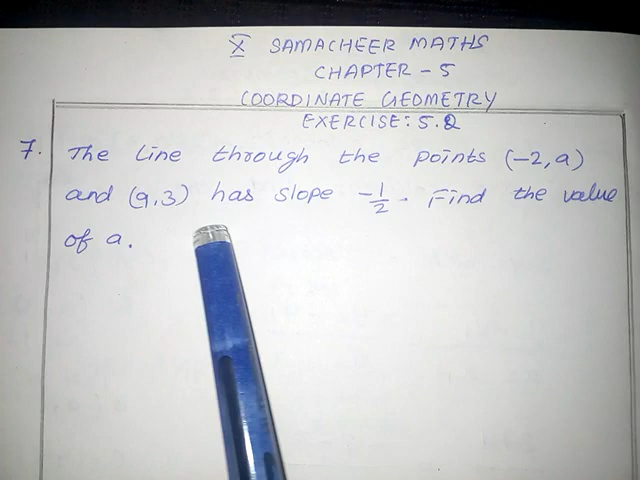 X SAMACHEER MATHS
CHAPTER - 5
COORDINATE GEOMETRY
EXERCISE: 5.2
7. The line through the points (-2, a)
and (9,3) has slope -1/2. Find the value
of a.